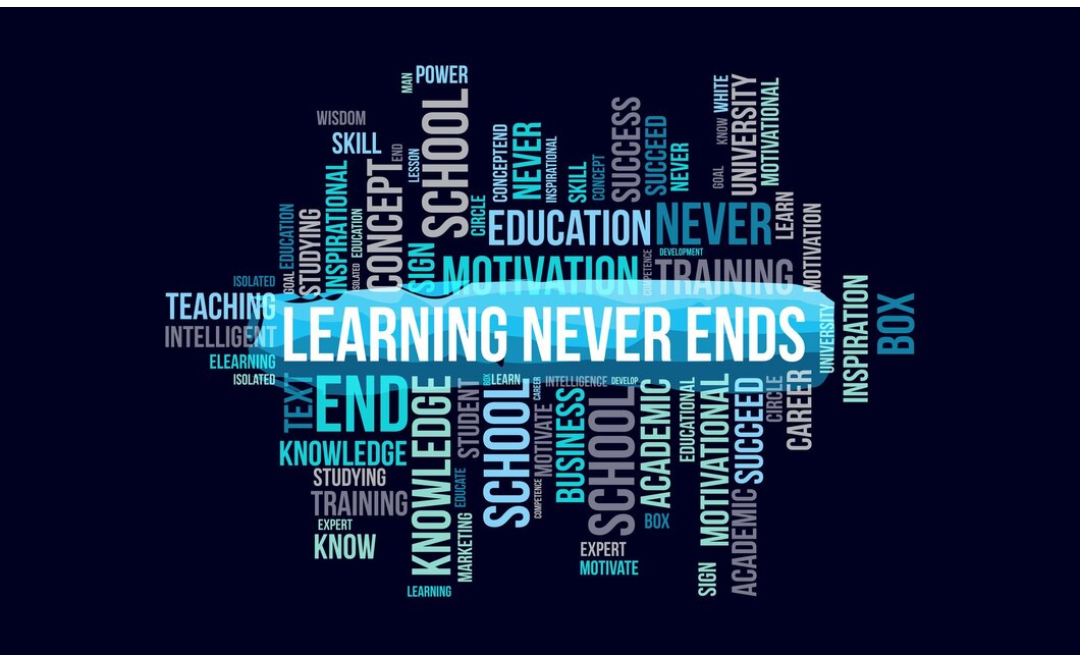 POWER
MAN
WISDOM
SKILL
END
LESSON
SCHOOL
CONCEPT
CIRCLE
CONCEPTEND
NEVER
INSPIRATIONAL
SKILL
CONCEPT
SUCCESS
SUCCEED
NEVER
WHITE
KNOW
UNIVERSITY
MOTIVATIONAL
GOAL
EDUCATION
STUDYING
INSPIRATIONAL
EDUCATION
ISOLATED
GOAL
SIGN
EDUCATION
NEVER
LEARN
MOTIVATION
DEVELOPMENT
MOTIVATION
COMPETENCE
TRAINING
ISOLATED
TEACHING
INTELLIGENT
ELEARNING
ISOLATED
LEARNING NEVER ENDS
UNIVERSITY
INSPIRATION
BOX
TEXT
END
KNOWLEDGE
STUDENT
BOX
LEARN
CAREER
INTELLIGENCE
DEVELOP
SCHOOL
MOTIVATE
BUSINESS
SCHOOL
ACADEMIC
EDUCATIONAL
MOTIVATIONAL
SUCCEED
CIRCLE
CAREER
KNOWLEDGE
STUDYING
TRAINING
EXPERT
KNOW
EDUCATE
MARKETING
COMPETENCE
BOX
EXPERT
MOTIVATE
LEARNING
SIGN
ACADEMIC